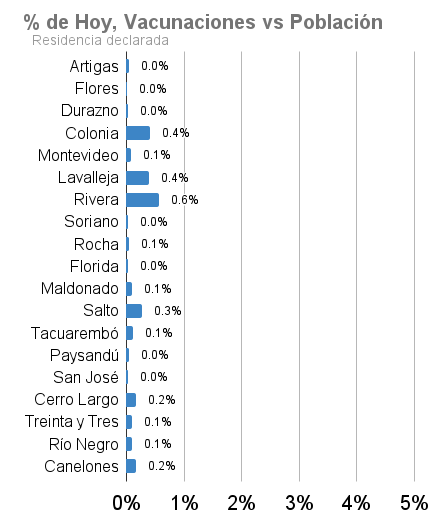 % de Hoy, Vacunaciones vs Población
Residencia declarada
Artigas 0.0%
Flores 0.0%
Durazno 0.0%
Colonia 0.4%
Montevideo 0.1%
Lavalleja 0.4%
Rivera 0.6%
Soriano 0.0%
Rocha 0.1%
Florida 0.0%
Maldonado 0.1%
Salto 0.3%
Tacuarembó 0.1%
Paysandú 0.0%
San José 0.0%
Cerro Largo 0.2%
Treinta y Tres 0.1%
Río Negro 0.1%
Canelones 0.2%
0% 1% 2% 3% 4% 5%